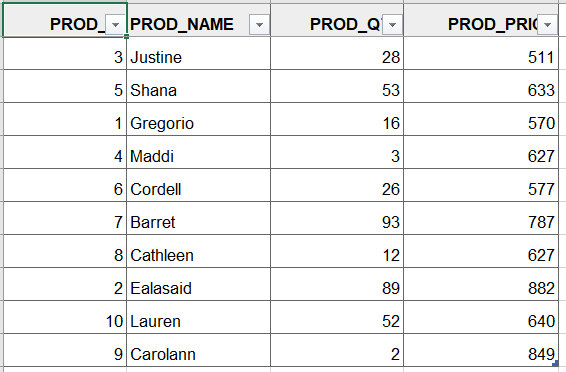 PROD_ PROD_NAME PROD_Q PROD_PRIC
3 Justine 28 511
5 Shana 53 633
1 Gregorio 16 570
4 Maddi 3 627
6 Cordell 26 577
7 Barret 93 787
8 Cathleen 12 627
2 Ealasaid 89 882
10 Lauren 52 640
9 Carolann 2 849